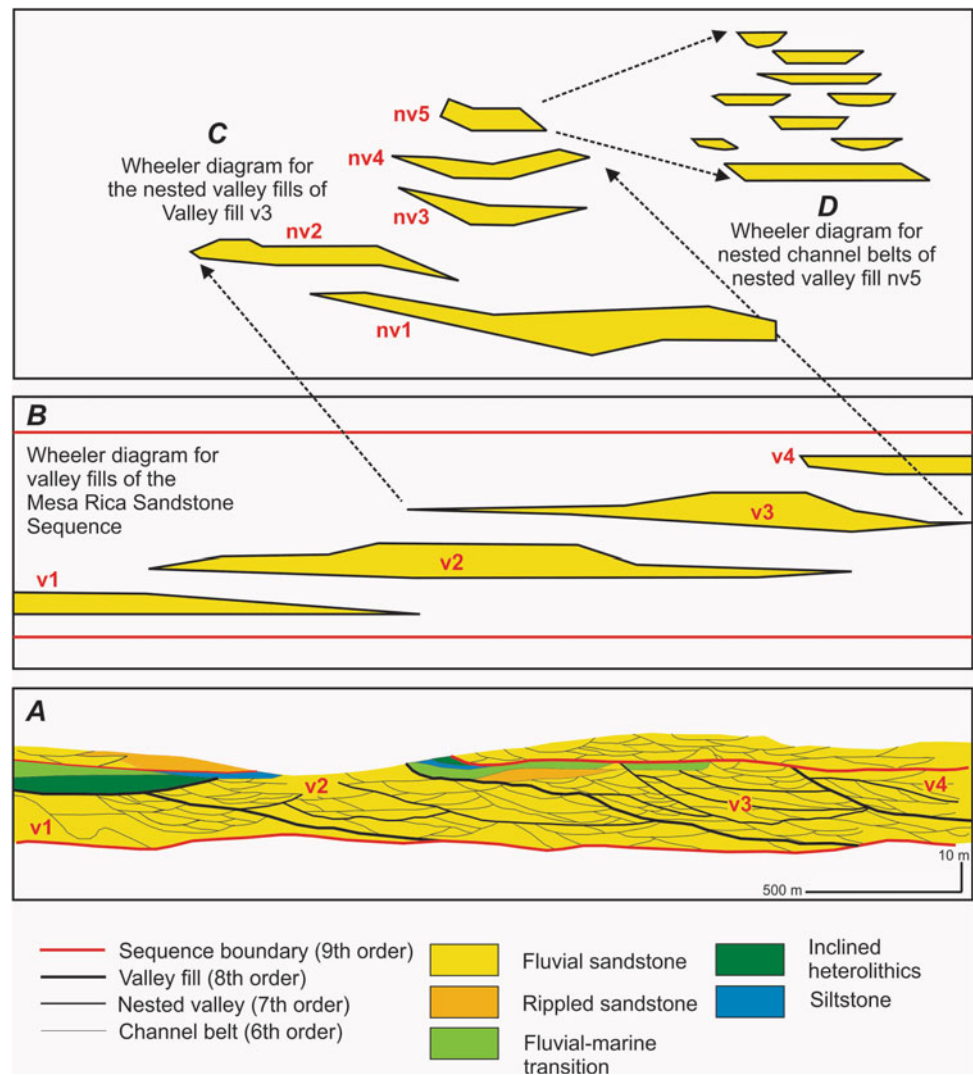 C
Wheeler diagram for
the nested valley fills of
Valley fill v3
nv5
nv4
nv3
nv2
nv1
D
Wheeler diagram for
nested channel belts of
nested valley fill nv5
B
Wheeler diagram for
valley fills of the
Mesa Rica Sandstone
Sequence
v4
v3
v2
v1
A
v1
v2
v3
v4
10 m
500 m
Sequence boundary (9th order)
Valley fill (8th order)
Nested valley (7th order)
Channel belt (6th order)
Fluvial sandstone
Rippled sandstone
Fluvial-marine
transition
Inclined
heterolithics
Siltstone